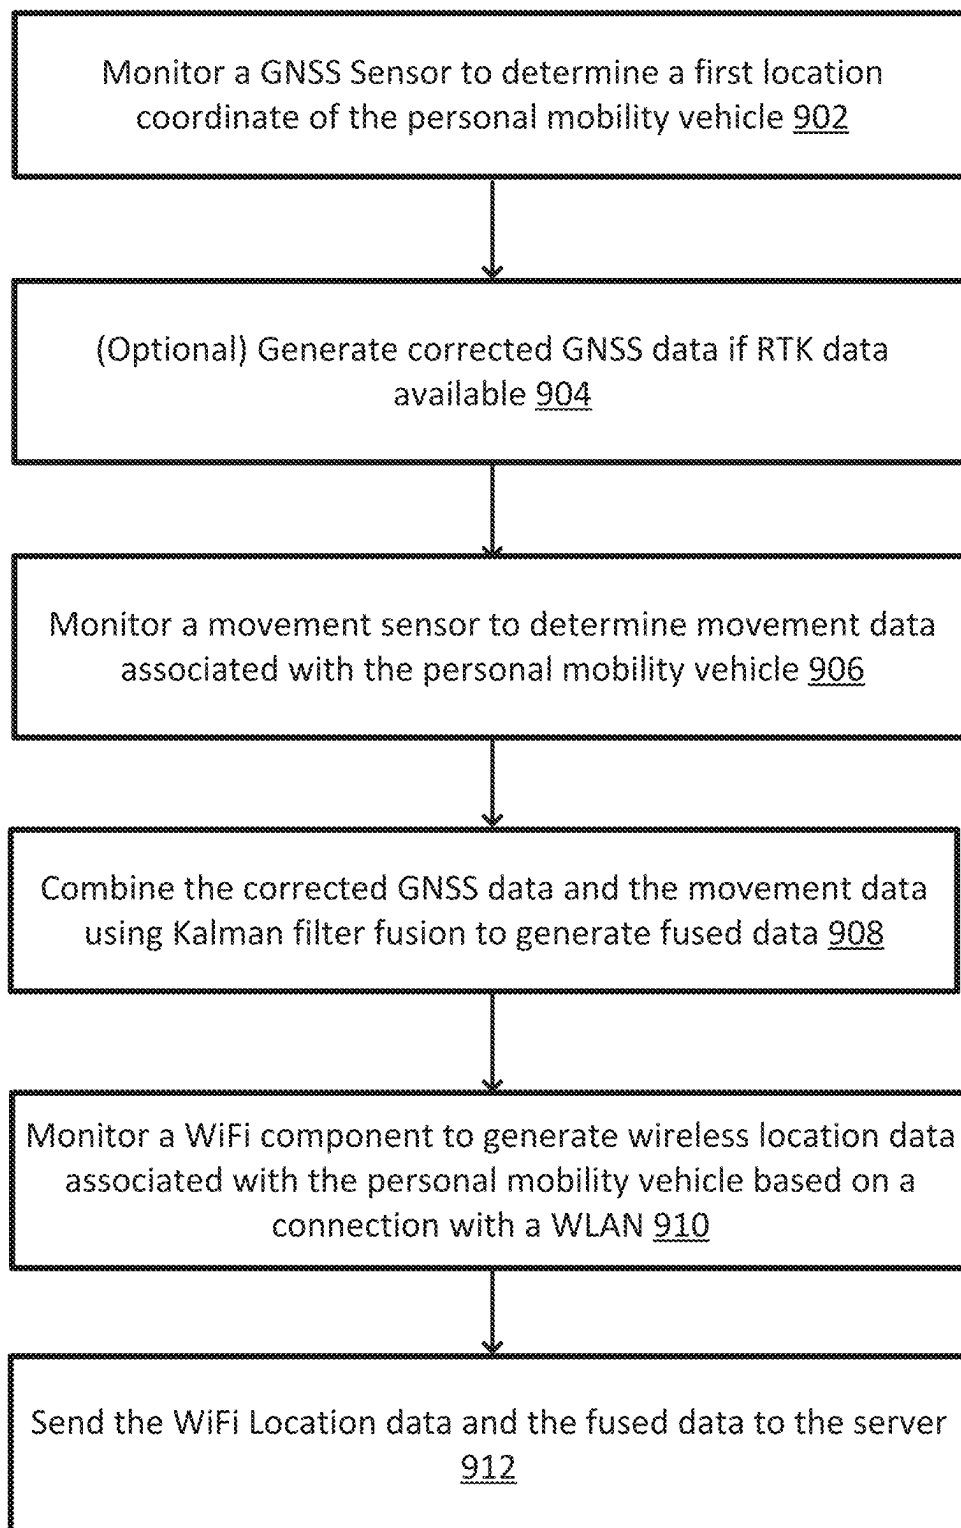 Monitor a GNSS Sensor to determine a first location
coordinate of the personal mobility vehicle 902
(Optional) Generate corrected GNSS data if RTK data
available 904
Monitor a movement sensor to determine movement data
associated with the personal mobility vehicle 906
Combine the corrected GNSS data and the movement data
using Kalman filter fusion to generate fused data 908
Monitor a WiFi component to generate wireless location data
associated with the personal mobility vehicle based on a
connection with a WLAN 910
Send the WiFi Location data and the fused data to the server
912